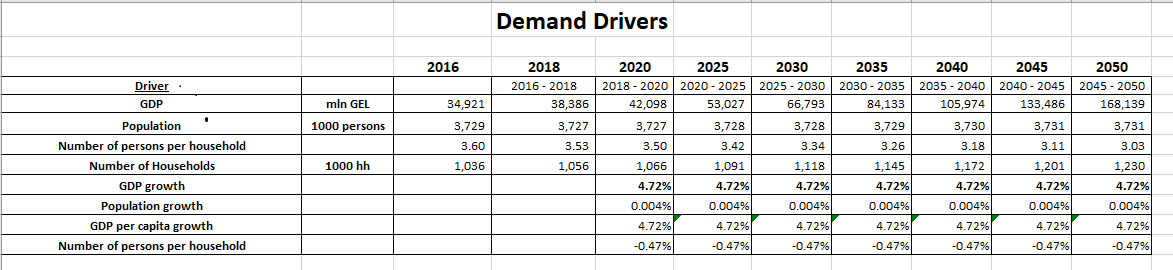 Demand Drivers
2016 2018 2020 2025 2030 2035 2040 2045 2050
Driver 2016 - 2018 2018 - 2020 2020 - 2025 2025 - 2030 2030 - 2035 2035 - 2040 2040 - 2045 2045 - 2050
GDP mln GEL 34,921 38,386 42,098 53,027 66,793 84,133 105,974 133,486 168,139
Population 1000 persons 3,729 3,727 3,727 3,728 3,728 3,729 3,730 3,731 3,731
Number of persons per household 3.60 3.53 3.50 3.42 3.34 3.26 3.18 3.11 3.03
Number of Households 1000 hh 1,036 1,056 1,066 1,091 1,118 1,145 1,172 1,201 1,230
GDP growth 4.72% 4.72% 4.72% 4.72% 4.72% 4.72% 4.72%
Population growth 0.004% 0.004% 0.004% 0.004% 0.004% 0.004% 0.004%
GDP per capita growth 4.72% 4.72% 4.72% 4.72% 4.72% 4.72% 4.72%
Number of persons per household -0.47% -0.47% -0.47% -0.47% -0.47% -0.47% -0.47%